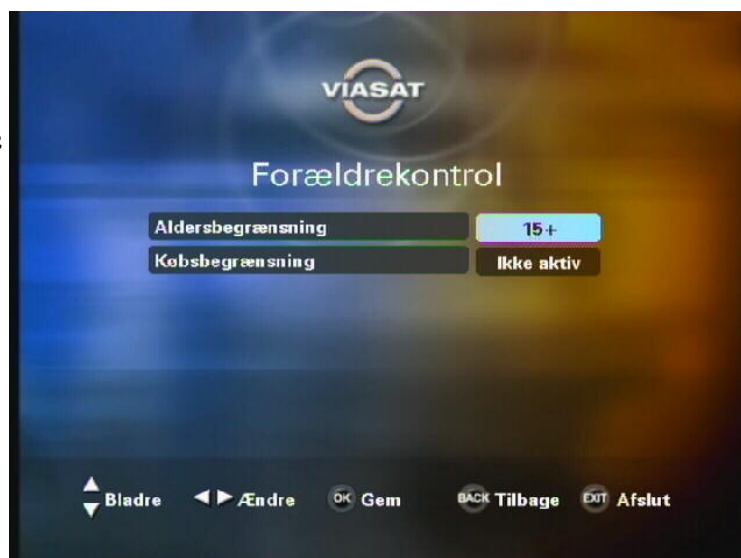 VIASAT
Forældrekontrol
Aldersbegrænsning 15+
Købsbegrænsning Ikke aktiv
Bladre Ændre OK Gem BACK Tilbage EXIT Afslut